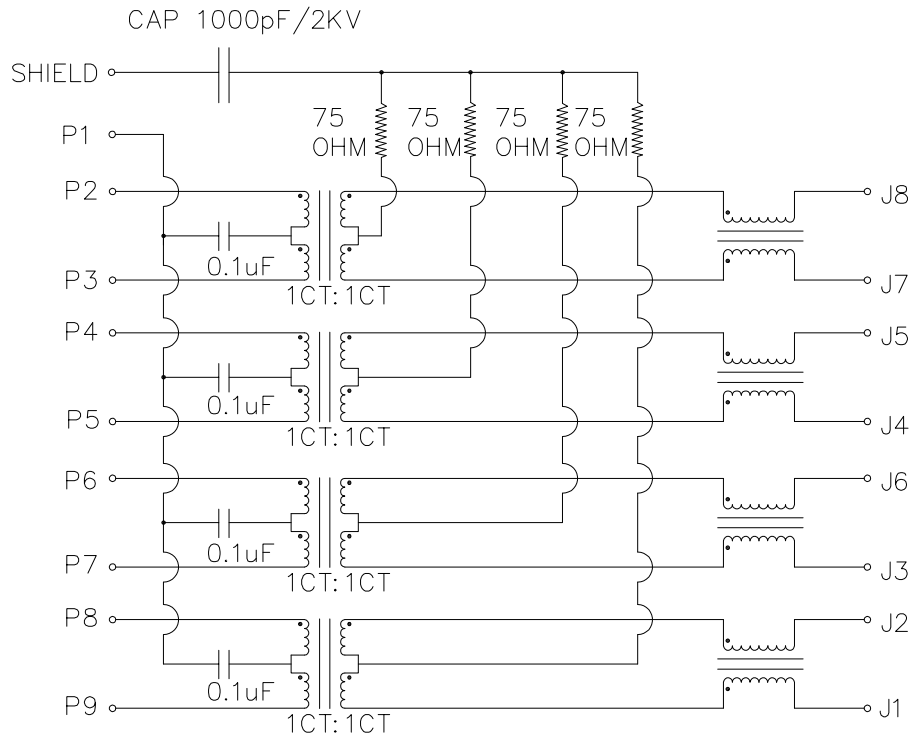 CAP 1000pF/2KV
SHIELD
75 OHM
75 OHM
75 OHM
75 OHM
P1
P2
J8
0.1uF
P3
J7
1CT:1CT
P4
J5
0.1uF
P5
J4
1CT:1CT
P6
J6
0.1uF
P7
J3
1CT:1CT
P8
J2
0.1uF
P9
J1
1CT:1CT